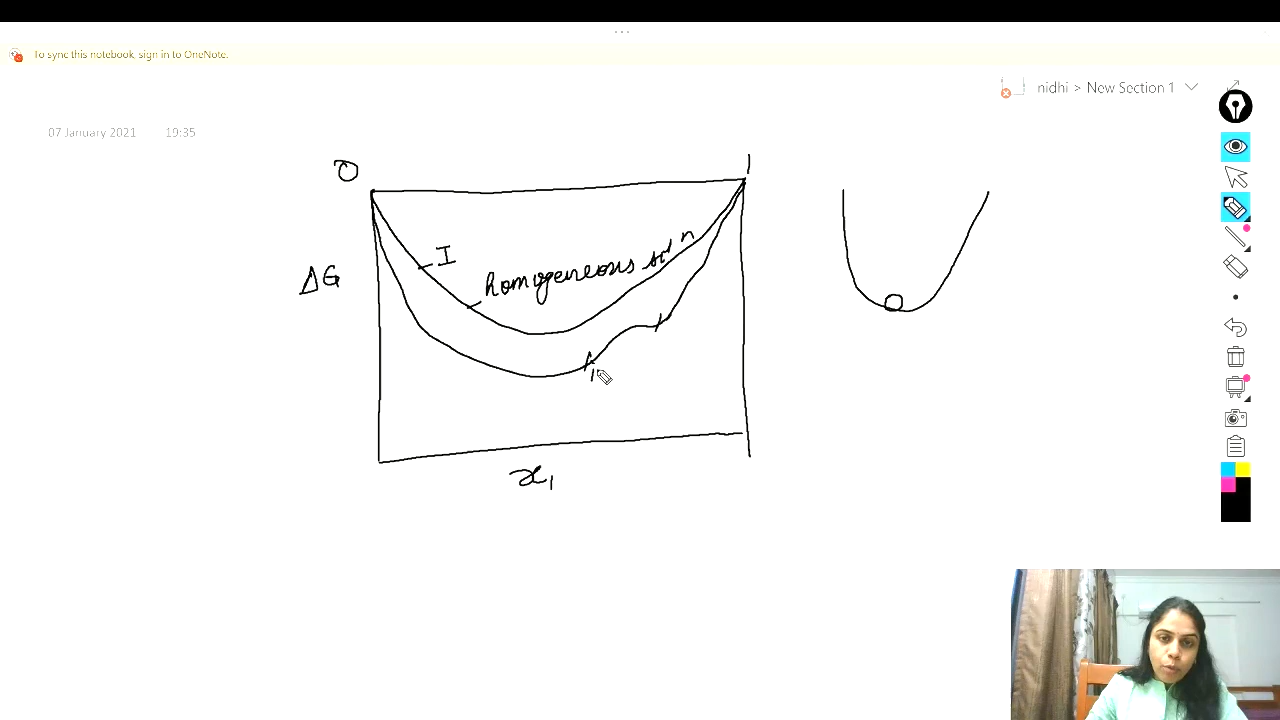 To sync this notebook, sign in to OneNote.
nidhi > New Section 1
07 January 2021 19:35
0
1
I
homogeneous solⁿ
ΔG
x₁